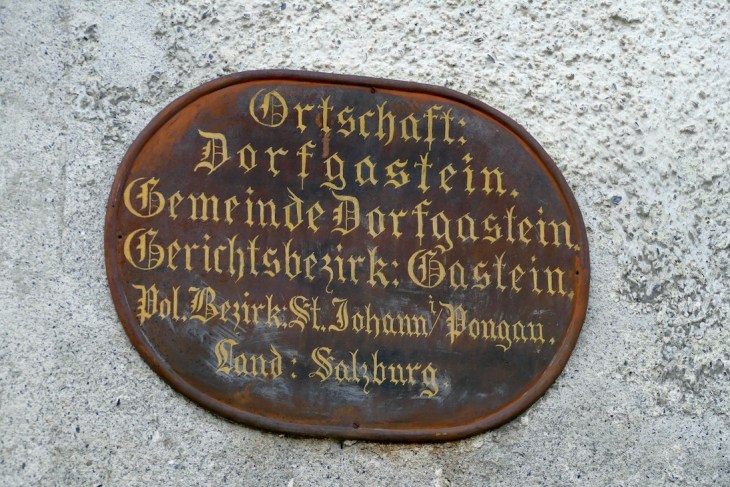 Ortschaft:
Dorfgastein.
Gemeinde Dorfgastein.
Gerichtsbezirk: Gastein.
Pol. Bezirk: St. Johann i/Pongau.
Land: Salzburg